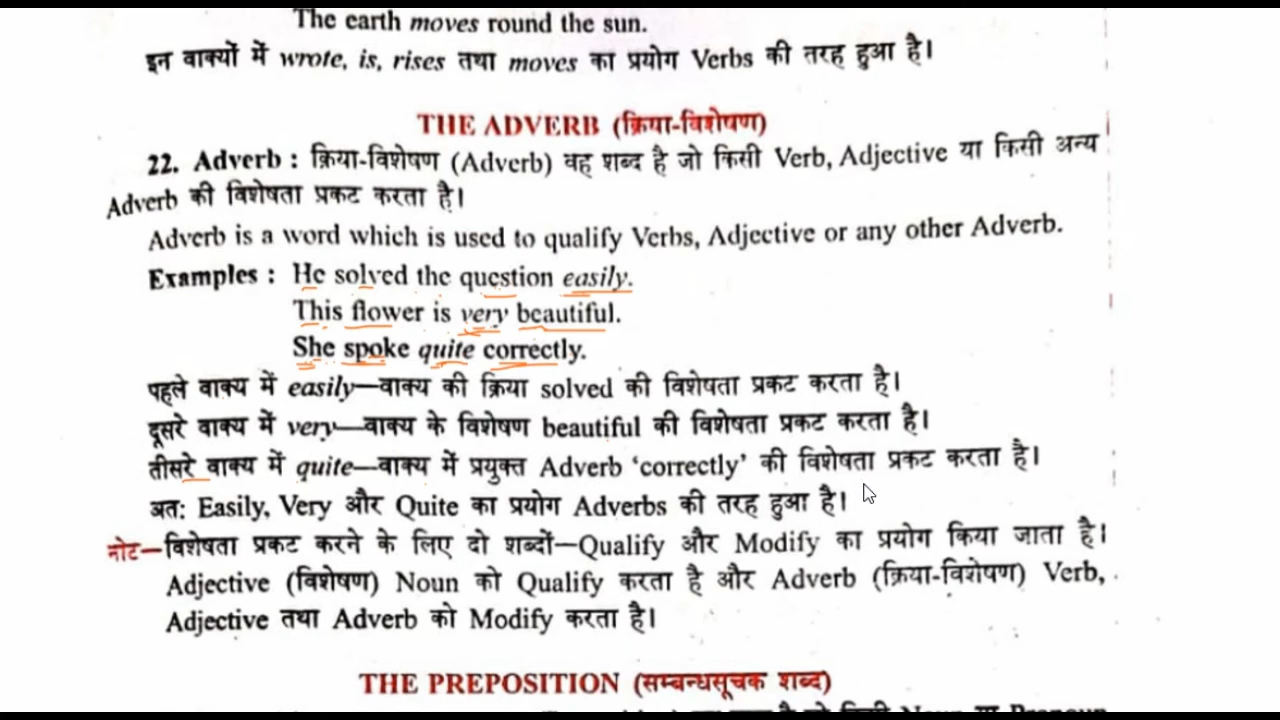 The earth moves round the sun.
इन वाक्यों में wrote, is, rises तथा moves का प्रयोग Verbs की तरह हुआ है।
THE ADVERB (क्रिया-विशेषण)
22. Adverb : क्रिया-विशेषण (Adverb) वह शब्द है जो किसी Verb, Adjective या किसी अन्य
Adverb की विशेषता प्रकट करता है।
Adverb is a word which is used to qualify Verbs, Adjective or any other Adverb.
Examples : He solved the question easily.
This flower is very beautiful.
She spoke quite correctly.
पहले वाक्य में easily—वाक्य की क्रिया solved की विशेषता प्रकट करता है।
दूसरे वाक्य में very—वाक्य के विशेषण beautiful की विशेषता प्रकट करता है।
तीसरे वाक्य में quite—वाक्य में प्रयुक्त Adverb ‘correctly’ की विशेषता प्रकट करता है।
अत: Easily, Very और Quite का प्रयोग Adverbs की तरह हुआ है।
नोट—विशेषता प्रकट करने के लिए दो शब्दों—Qualify और Modify का प्रयोग किया जाता है।
Adjective (विशेषण) Noun को Qualify करता है और Adverb (क्रिया-विशेषण) Verb,
Adjective तथा Adverb को Modify करता है।
THE PREPOSITION (सम्बन्धसूचक शब्द)